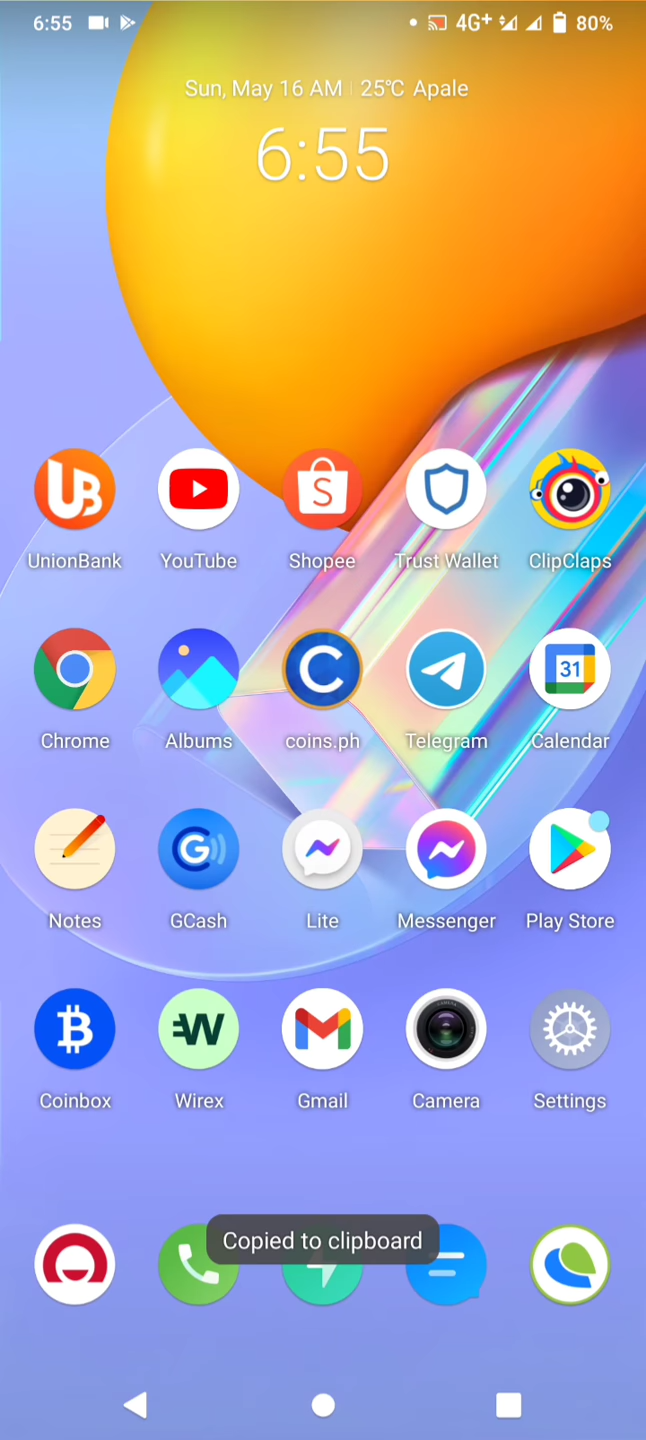 6:55 4G+ 80%
Sun, May 16 AM 25℃ Apale
6:55
UnionBank YouTube Shopee Trust Wallet ClipClaps
31
Chrome Albums coins.ph Telegram Calendar
Notes GCash Lite Messenger Play Store
Coinbox Wirex Gmail Camera Settings
Copied to clipboard